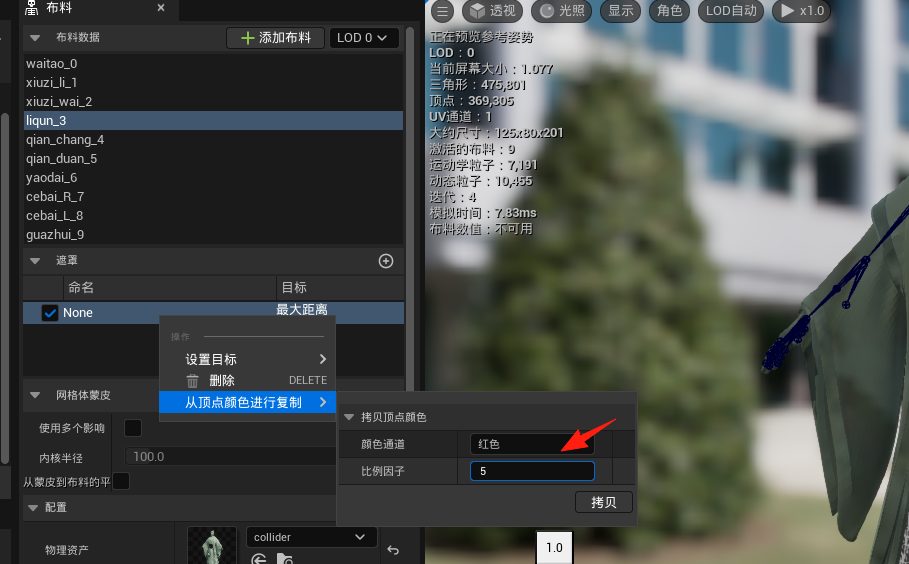 布料
×
布料数据
添加布料
LOD 0
waitao_0
xiuzi_li_1
xiuzi_wai_2
liqun_3
qian_chang_4
qian_duan_5
yaodai_6
cebai_R_7
cebai_L_8
guazhui_9
遮罩
命名
目标
None
最大距离
操作
设置目标
删除
DELETE
从顶点颜色进行复制
网格体蒙皮
使用多个影响
内核半径
100.0
从蒙皮到布料的平
配置
物理资产
collider
拷贝顶点颜色
颜色通道
红色
比例因子
5
拷贝
透视
光照
显示
角色
LOD自动
x1.0
正在预览参考姿势
LOD：0
当前屏幕大小：1.077
三角形：475,801
顶点：369,305
UV通道：1
大约尺寸：125x80x201
激活的布料：9
运动学粒子：7,191
动态粒子：10,455
迭代：4
模拟时间：7.83ms
布料数值：不可用
1.0